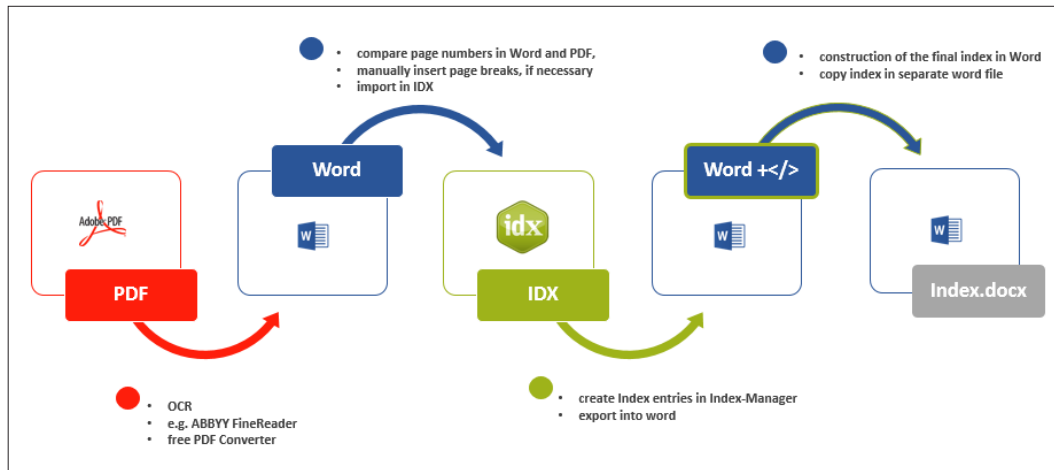 • compare page numbers in Word and PDF,
• manually insert page breaks, if necessary
• import in IDX
• construction of the final index in Word
• copy index in separate word file
Word
Word +</>
Adobe PDF
W
idx
W
W
PDF
IDX
Index.docx
• OCR
• e.g. ABBYY FineReader
• free PDF Converter
• create Index entries in Index-Manager
• export into word